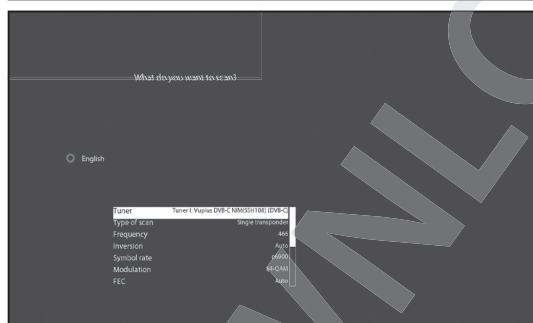 What do you want to scan?
English
Tuner Tuner I: Vuplus DVB-C NIM(SSH108) (DVB-C)
Type of scan Single transponder
Frequency 466
Inversion Auto
Symbol rate 6900
Modulation 64-QAM
FEC Auto